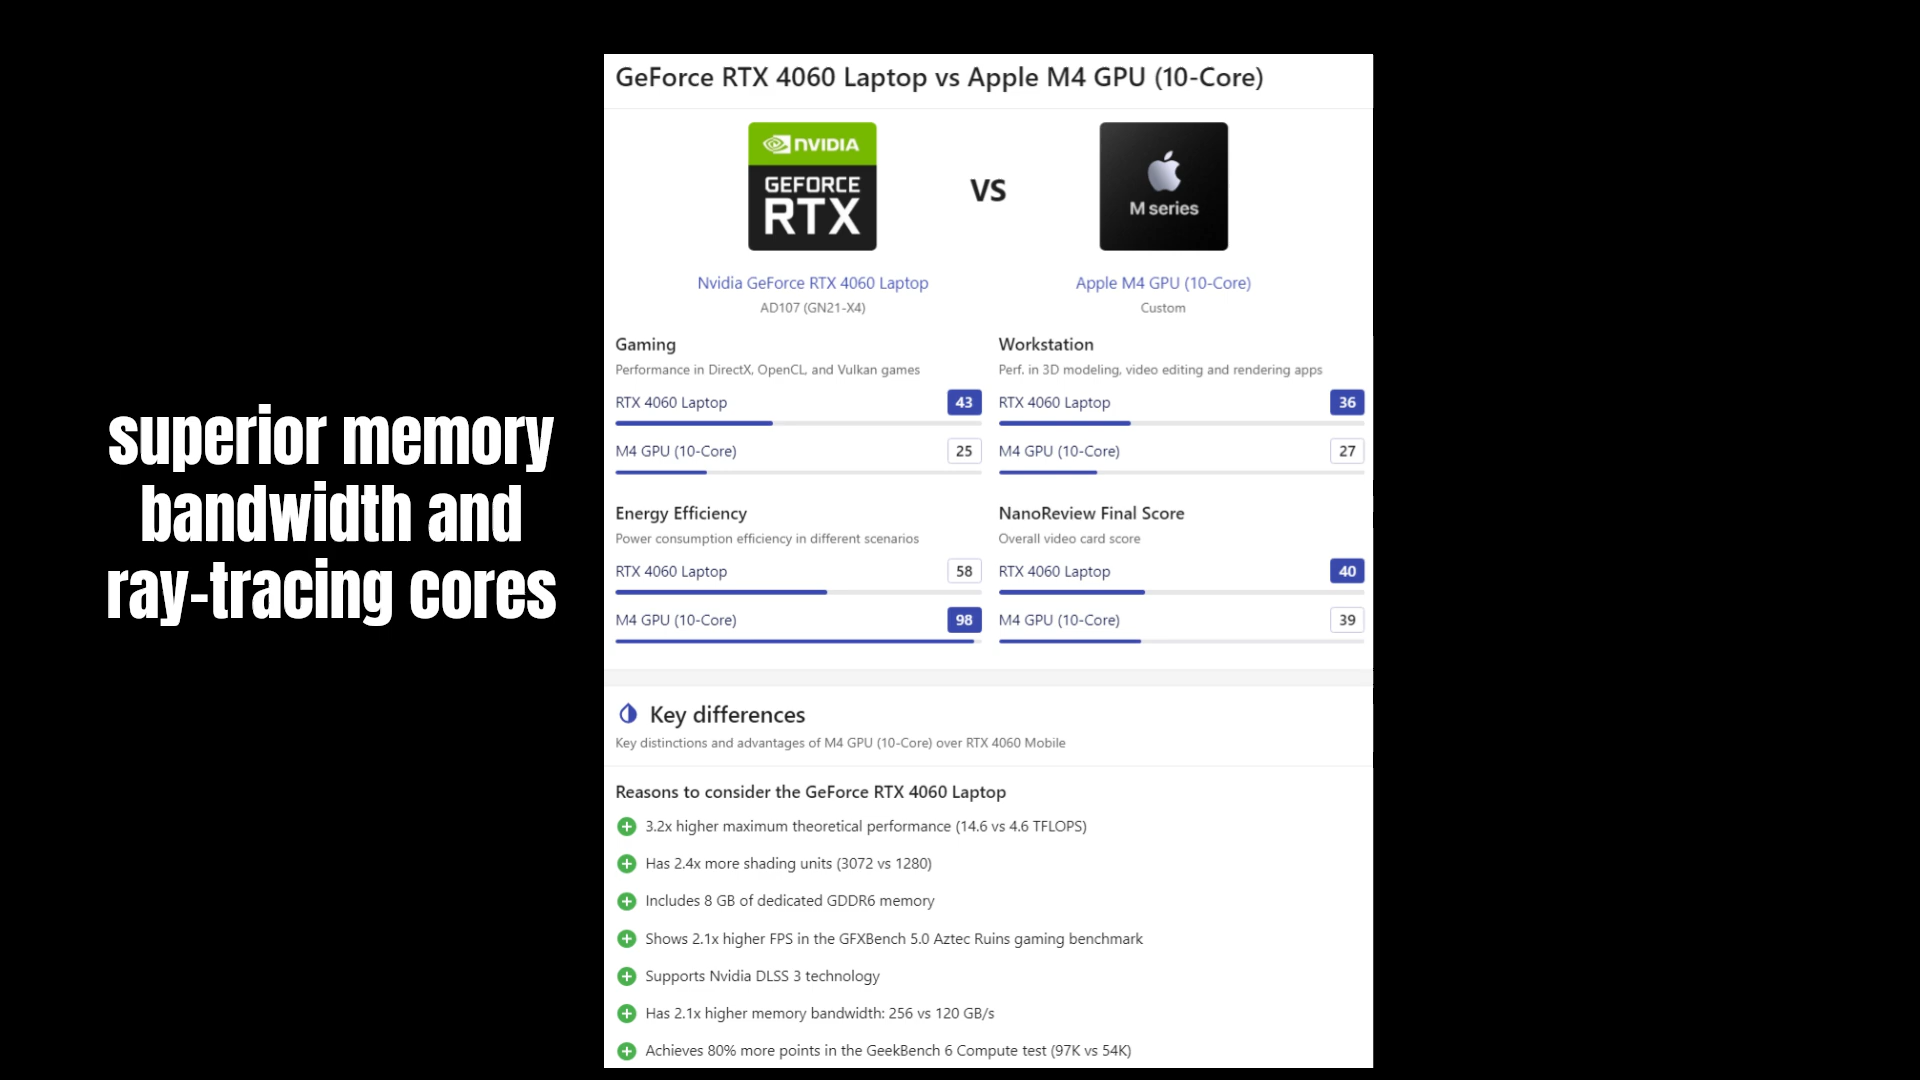 superior memory
bandwidth and
ray-tracing cores
GeForce RTX 4060 Laptop vs Apple M4 GPU (10-Core)
NVIDIA
GEFORCE
RTX
VS
M series
Nvidia GeForce RTX 4060 Laptop
AD107 (GN21-X4)
Apple M4 GPU (10-Core)
Custom
Gaming
Performance in DirectX, OpenCL, and Vulkan games
RTX 4060 Laptop 43
M4 GPU (10-Core) 25
Workstation
Perf. in 3D modeling, video editing and rendering apps
RTX 4060 Laptop 36
M4 GPU (10-Core) 27
Energy Efficiency
Power consumption efficiency in different scenarios
RTX 4060 Laptop 58
M4 GPU (10-Core) 98
NanoReview Final Score
Overall video card score
RTX 4060 Laptop 40
M4 GPU (10-Core) 39
Key differences
Key distinctions and advantages of M4 GPU (10-Core) over RTX 4060 Mobile
Reasons to consider the GeForce RTX 4060 Laptop
3.2x higher maximum theoretical performance (14.6 vs 4.6 TFLOPS)
Has 2.4x more shading units (3072 vs 1280)
Includes 8 GB of dedicated GDDR6 memory
Shows 2.1x higher FPS in the GFXBench 5.0 Aztec Ruins gaming benchmark
Supports Nvidia DLSS 3 technology
Has 2.1x higher memory bandwidth: 256 vs 120 GB/s
Achieves 80% more points in the GeekBench 6 Compute test (97K vs 54K)